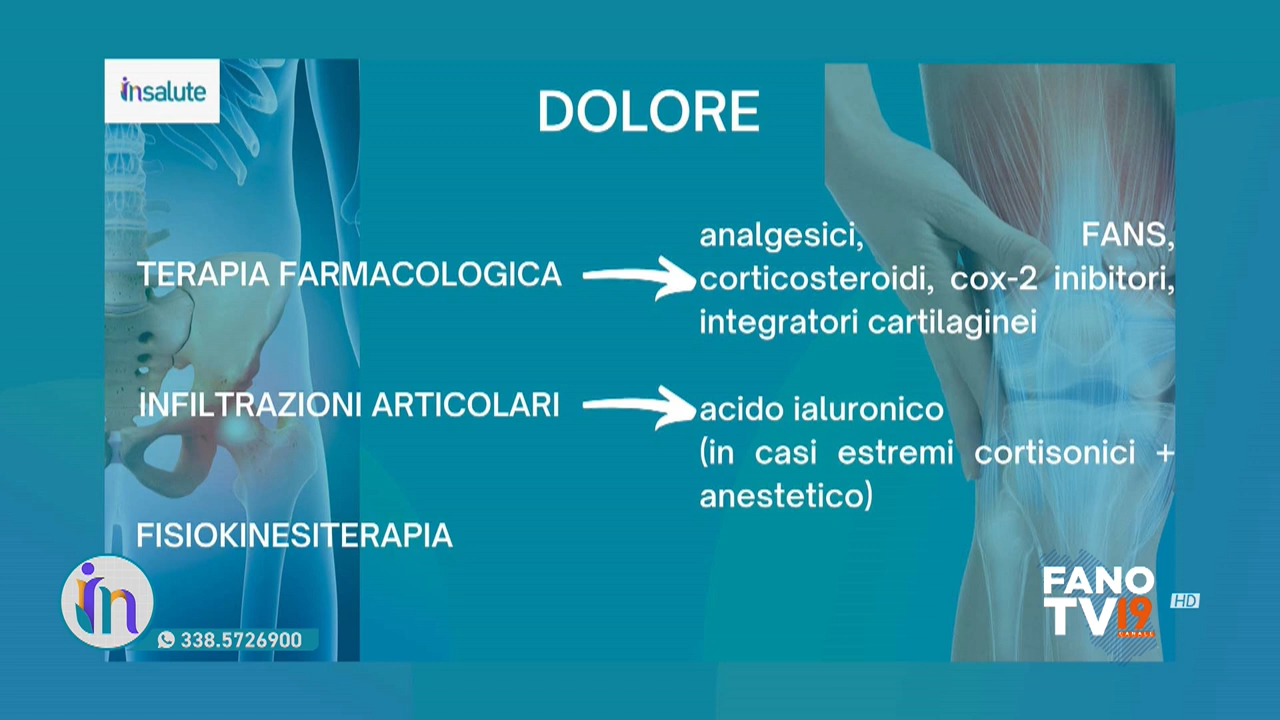 insalute
DOLORE
TERAPIA FARMACOLOGICA
analgesici, FANS,
corticosteroidi, cox-2 inibitori,
integratori cartilaginei
INFILTRAZIONI ARTICOLARI
acido ialuronico
(in casi estremi cortisonici +
anestetico)
FISIOKINESITERAPIA
in
338.5726900
FANO
TV19
CANALE
HD